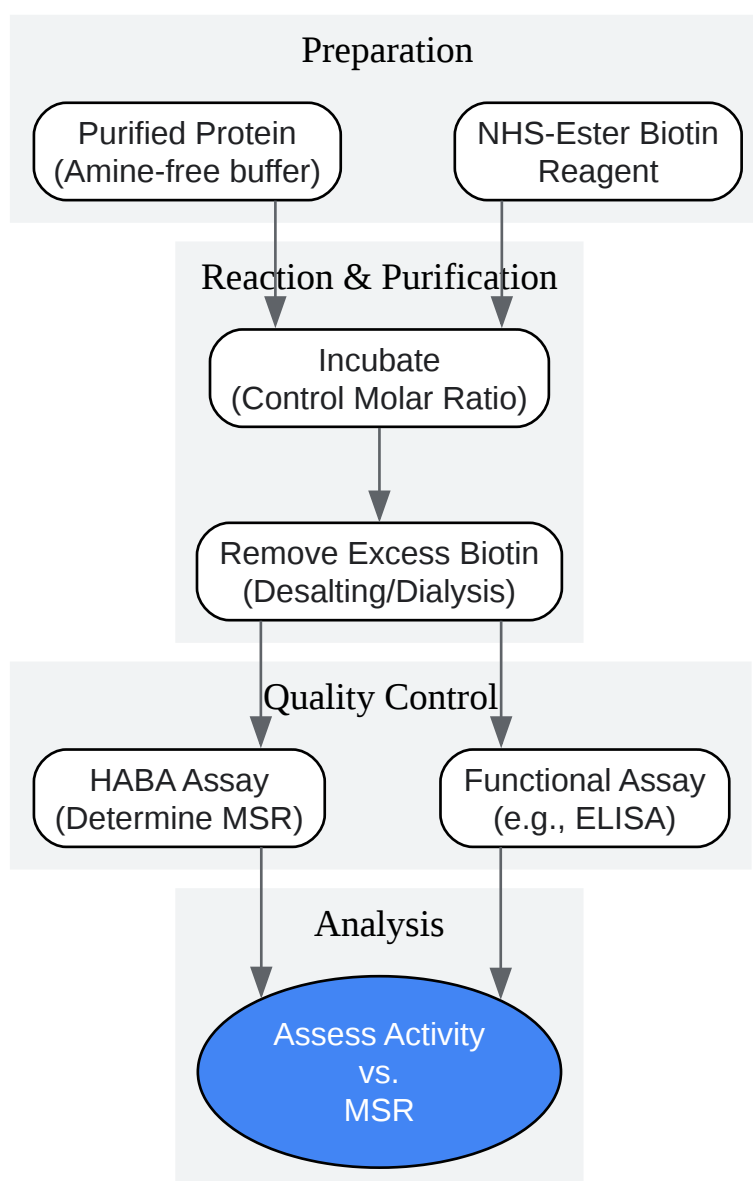 Preparation
Purified Protein
(Amine-free buffer)
NHS-Ester Biotin
Reagent
Reaction & Purification
Incubate
(Control Molar Ratio)
Remove Excess Biotin
(Desalting/Dialysis)
Quality Control
HABA Assay
(Determine MSR)
Functional Assay
(e.g., ELISA)
Analysis
Assess Activity
vs.
MSR